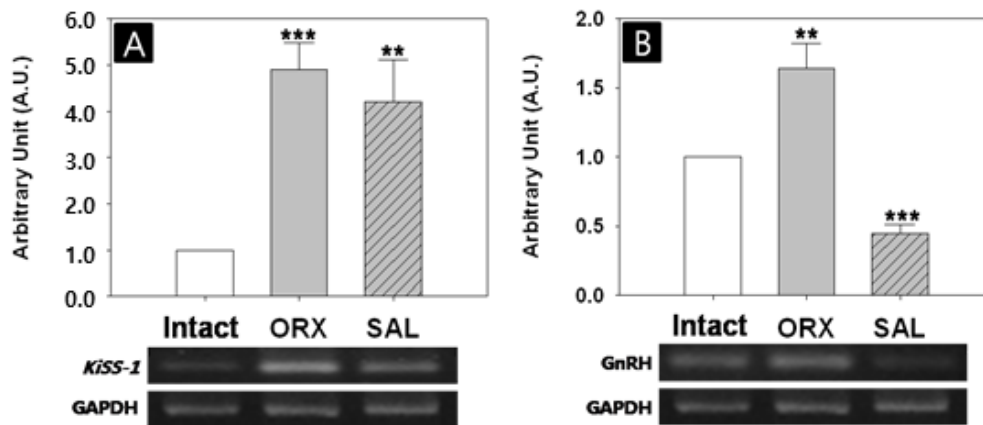 A
Arbitrary Unit (A.U.)
6.0
5.0
4.0
3.0
2.0
1.0
0.0
***
**
Intact ORX SAL
KiSS-1
GAPDH
B
Arbitrary Unit (A.U.)
2.0
1.5
1.0
0.5
0.0
**
***
Intact ORX SAL
GnRH
GAPDH